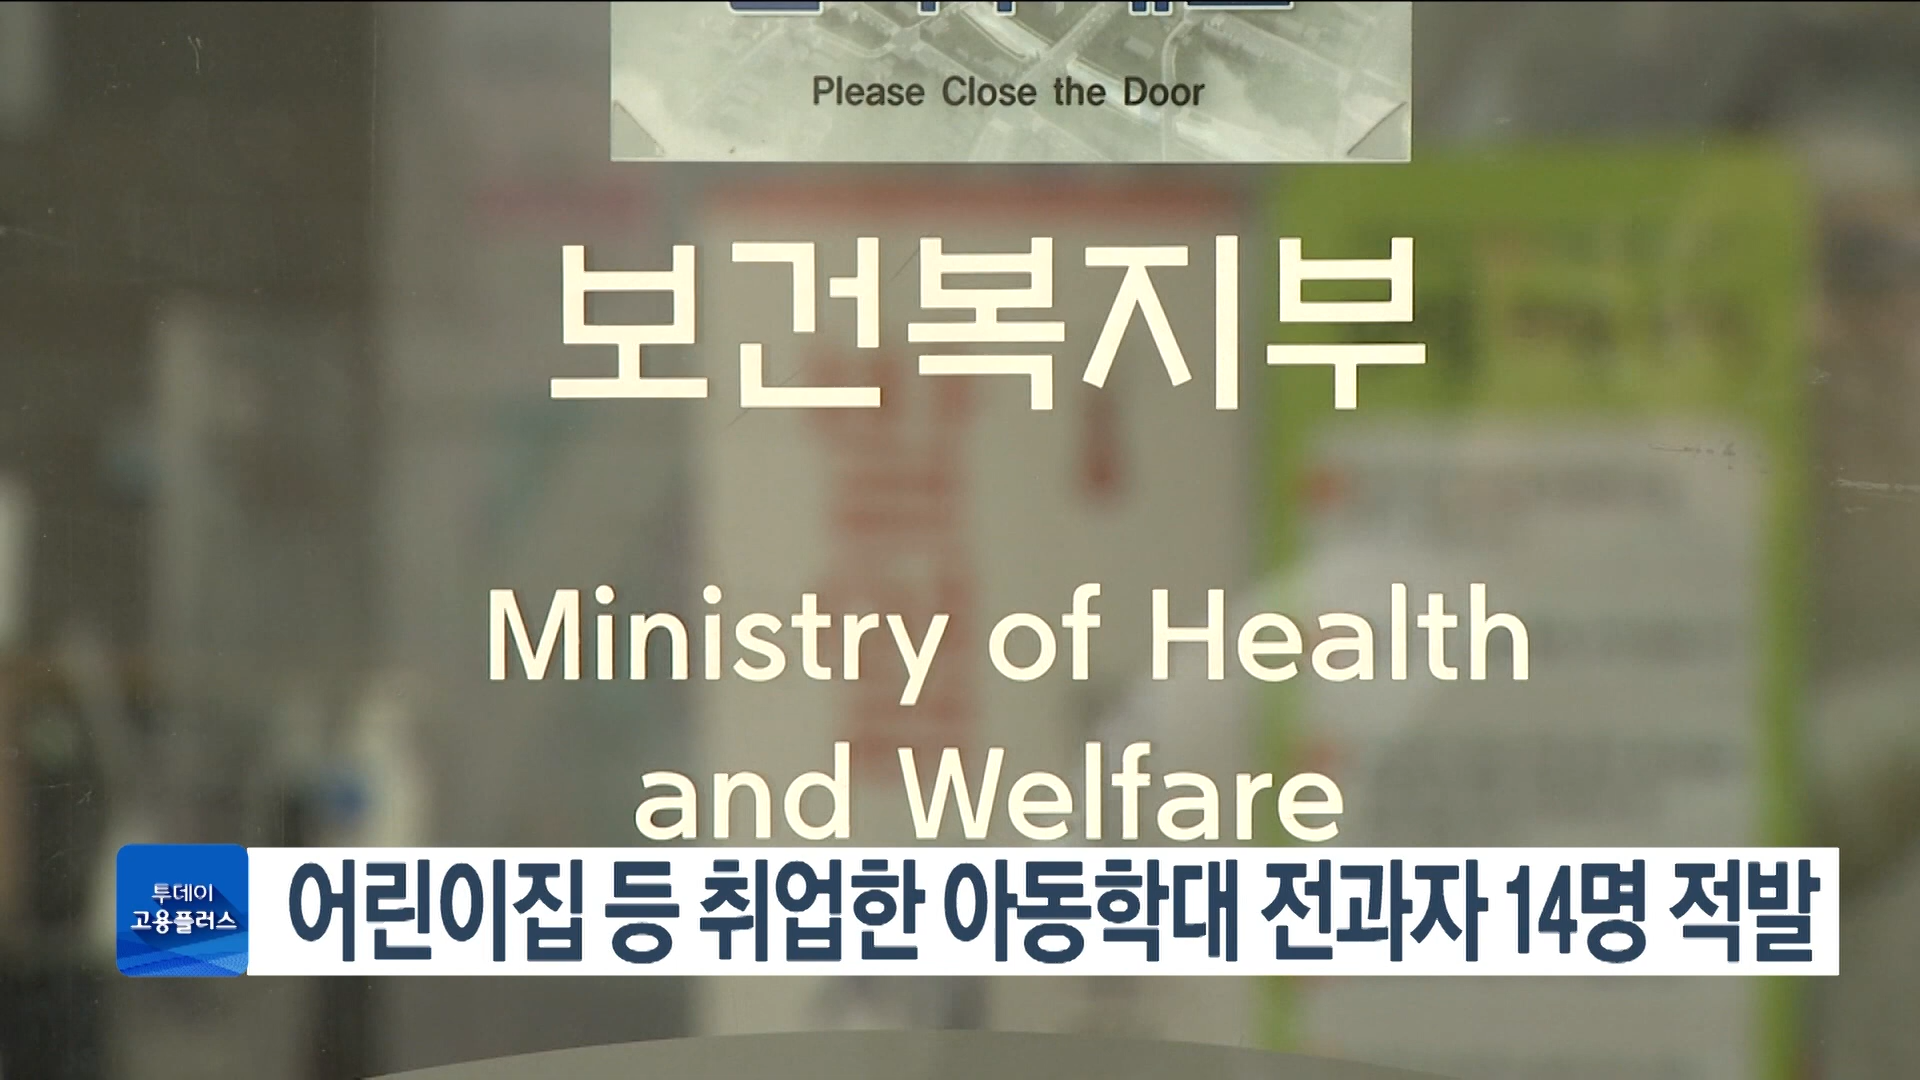 Please Close the Door
보건복지부
Ministry of Health
and Welfare
투데이
고용플러스
어린이집 등 취업한 아동학대 전과자 14명 적발